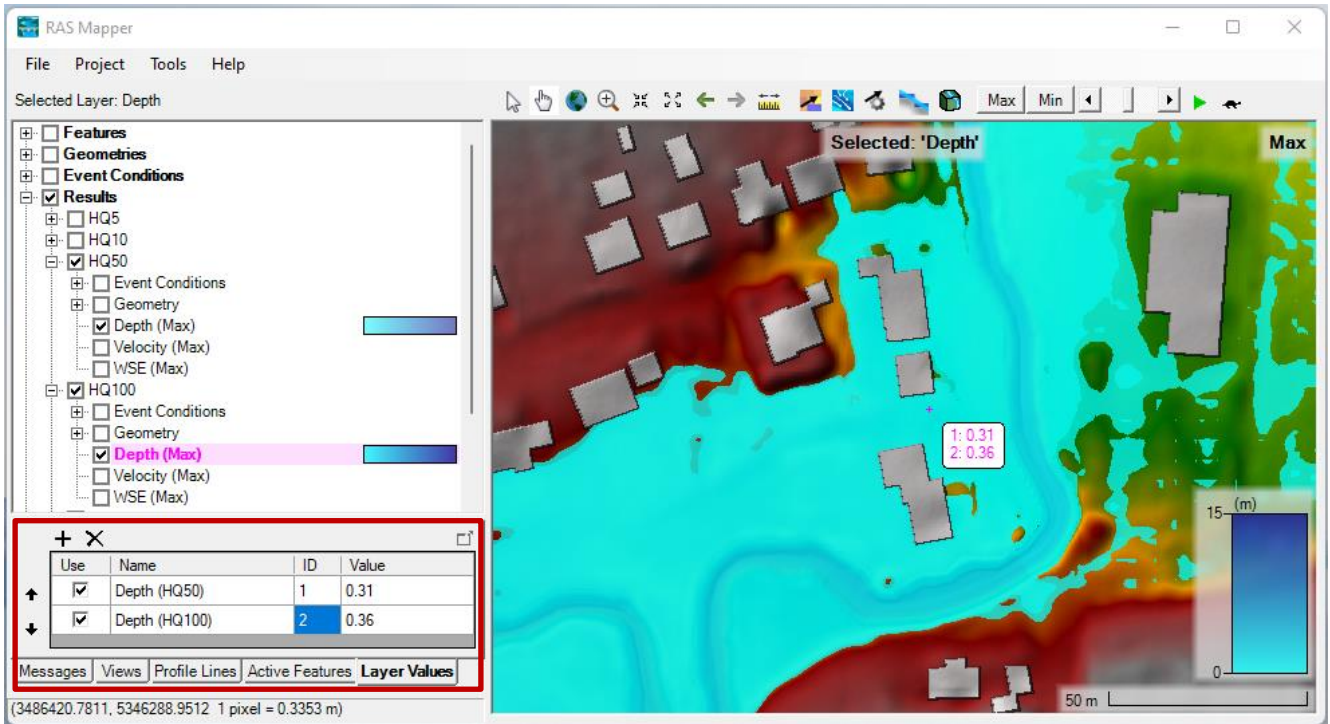 RAS Mapper
File Project Tools Help
Selected Layer: Depth
Max Min
Features
Geometries
Event Conditions
Results
HQ5
HQ10
HQ50
Event Conditions
Geometry
Depth (Max)
Velocity (Max)
WSE (Max)
HQ100
Event Conditions
Geometry
Depth (Max)
Velocity (Max)
WSE (Max)
Selected: 'Depth'
Max
1: 0.31
2: 0.36
15 (m)
0
50 m
Use Name ID Value
Depth (HQ50) 1 0.31
Depth (HQ100) 2 0.36
Messages Views Profile Lines Active Features Layer Values
(3486420.7811, 5346288.9512 1 pixel = 0.3353 m)